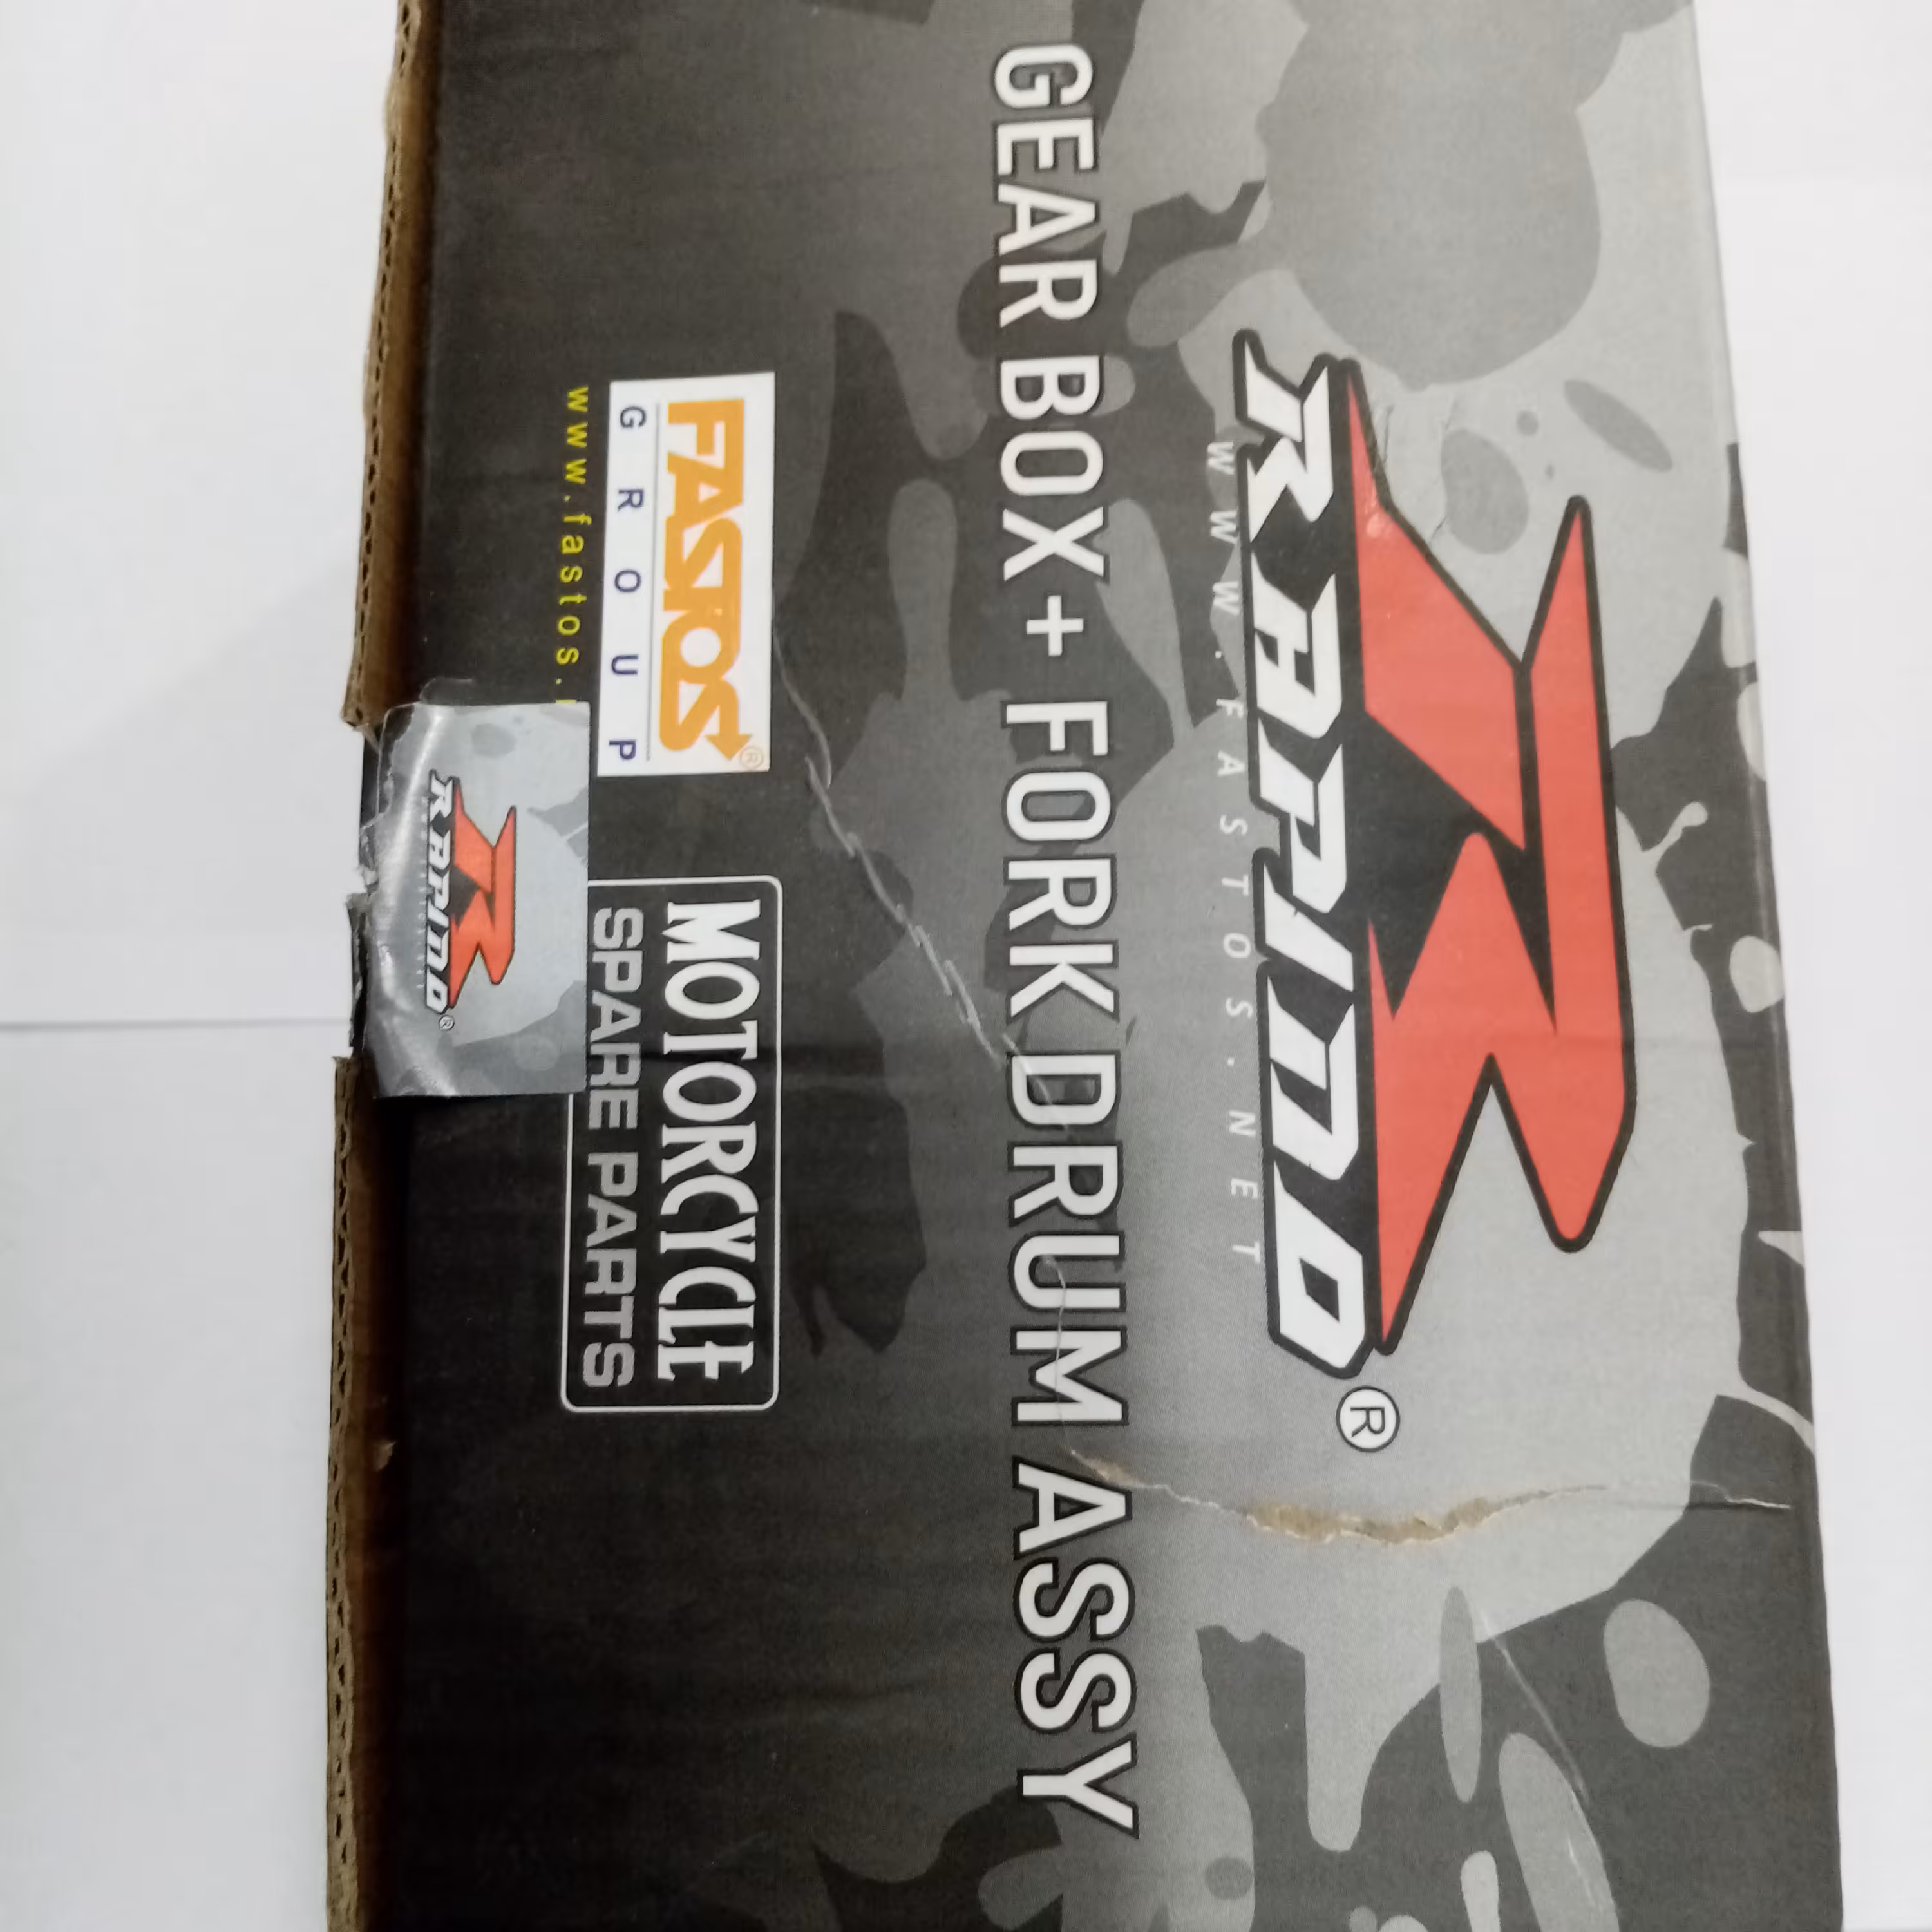 RAPIDO®
WWW.FASTOS.NET
GEAR BOX + FORK DRUM ASSY
FASTOS®
GROUP
www.fastos.
MOTORCYCLE
SPARE PARTS
RAPIDO®